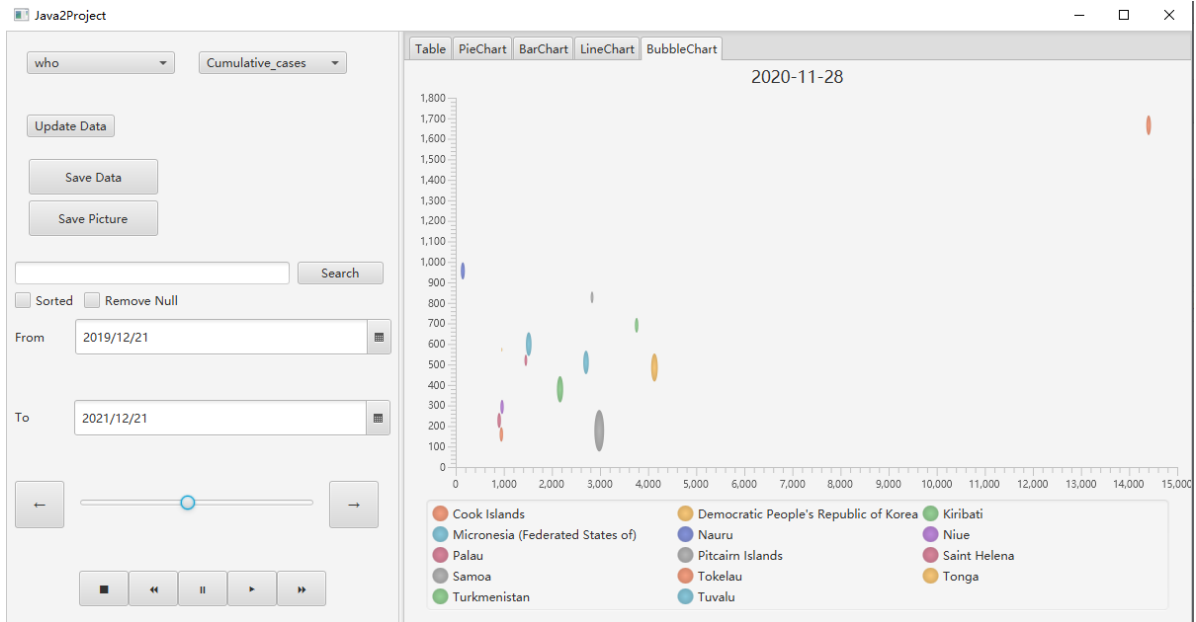 Java2Project
who
Cumulative_cases
Update Data
Save Data
Save Picture
Search
Sorted
Remove Null
From
2019/12/21
To
2021/12/21
Table
PieChart
BarChart
LineChart
BubbleChart
2020-11-28
1,800
1,700
1,600
1,500
1,400
1,300
1,200
1,100
1,000
900
800
700
600
500
400
300
200
100
0
0 1,000 2,000 3,000 4,000 5,000 6,000 7,000 8,000 9,000 10,000 11,000 12,000 13,000 14,000 15,000
Cook Islands
Democratic People's Republic of Korea
Kiribati
Micronesia (Federated States of)
Nauru
Niue
Palau
Pitcairn Islands
Saint Helena
Samoa
Tokelau
Tonga
Turkmenistan
Tuvalu